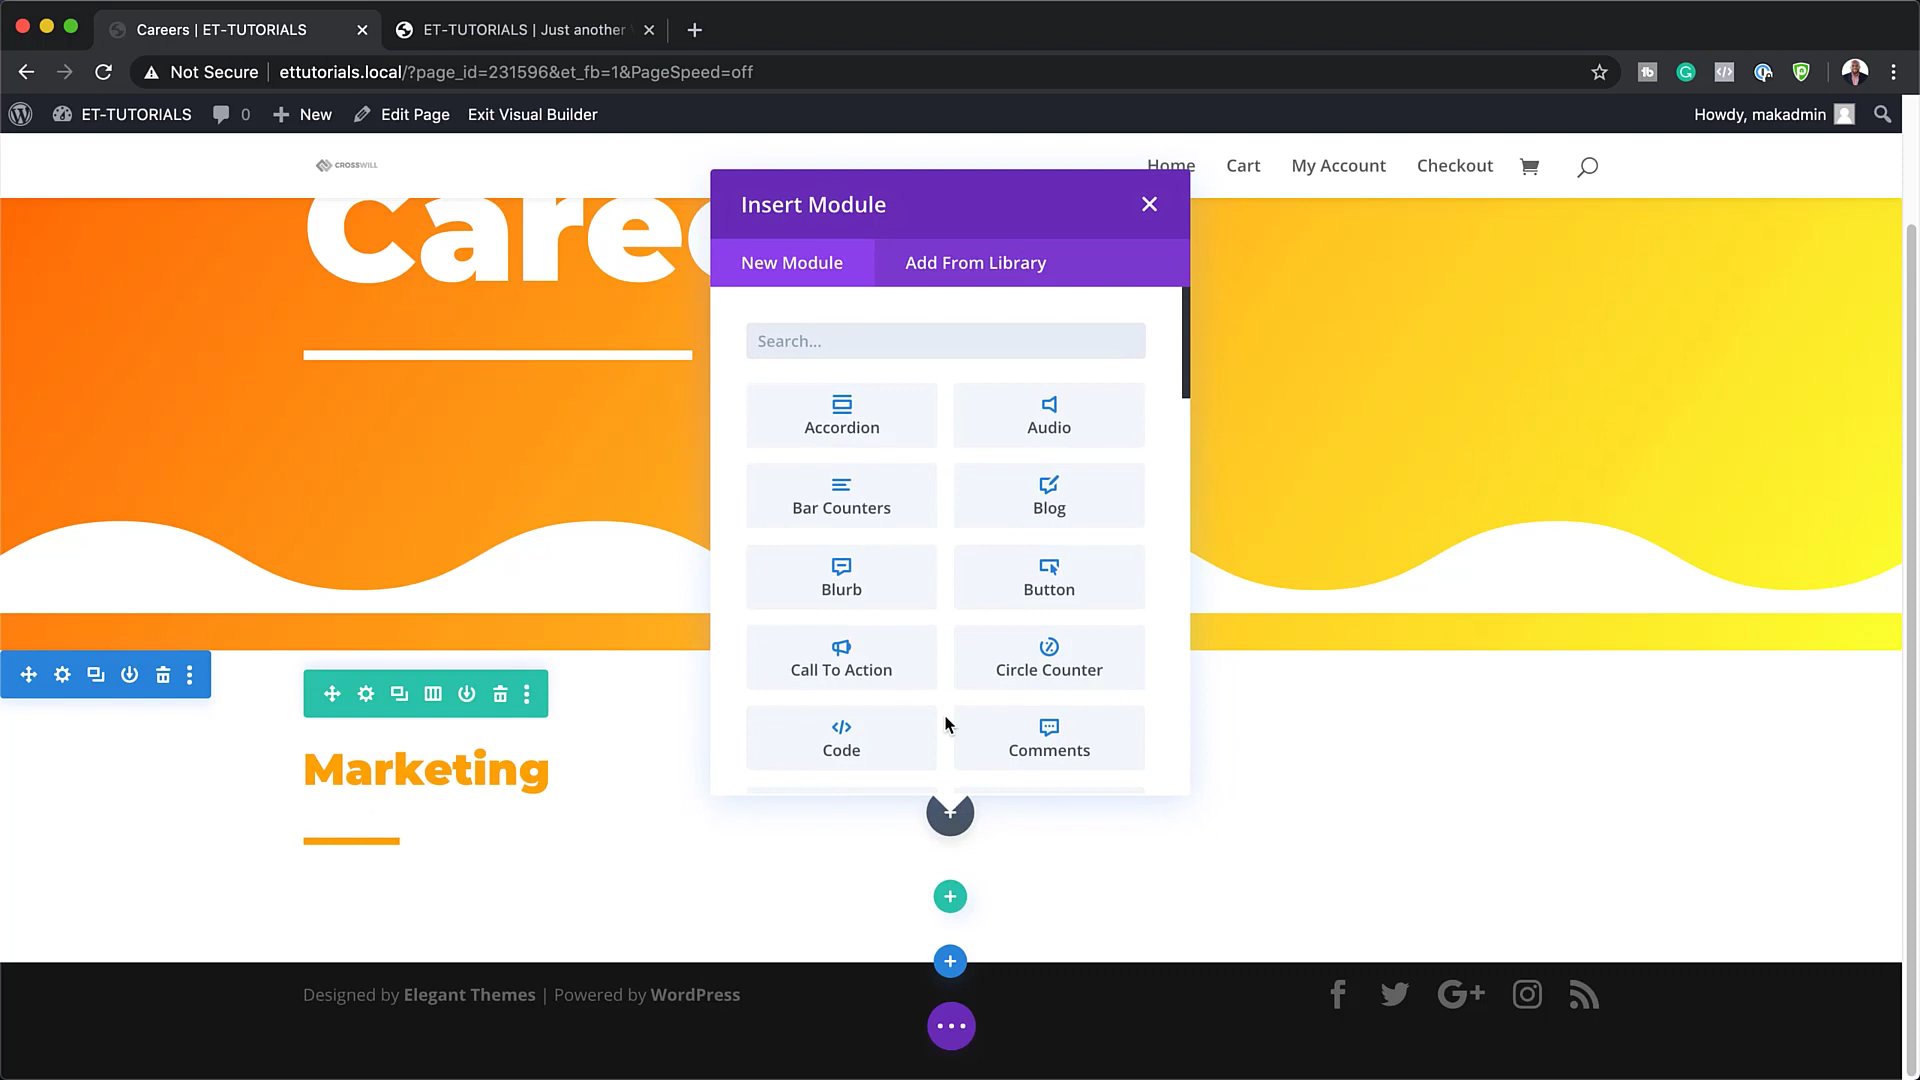 Careers | ET-TUTORIALS
ET-TUTORIALS | Just another
Not Secure
ettutorials.local/?page_id=231596&et_fb=1&PageSpeed=off
ET-TUTORIALS
0
New
Edit Page
Exit Visual Builder
Howdy, makadmin
CROSSWILL
Home
Cart
My Account
Checkout
Caree
Insert Module
New Module
Add From Library
Search...
Accordion
Audio
Bar Counters
Blog
Blurb
Button
Call To Action
Circle Counter
Code
Comments
Marketing
Designed by Elegant Themes | Powered by WordPress